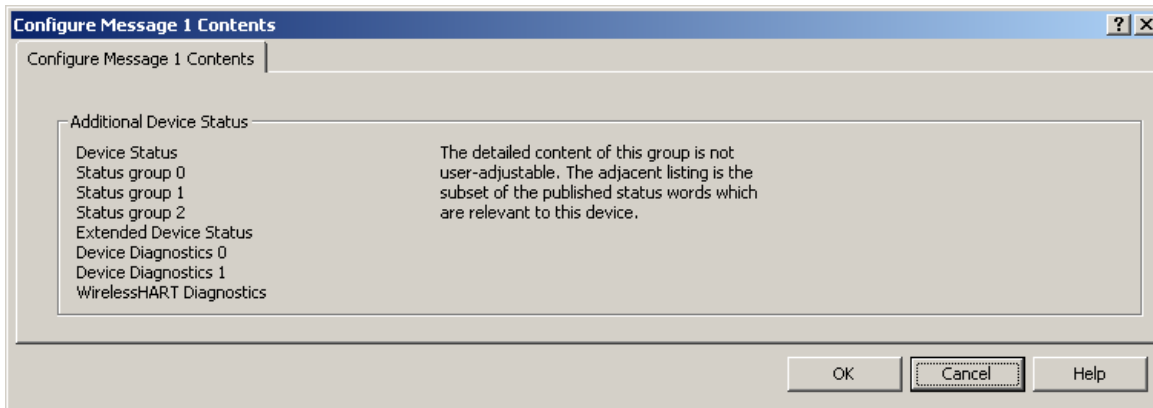 Configure Message 1 Contents
Configure Message 1 Contents
Additional Device Status
Device Status
Status group 0
Status group 1
Status group 2
Extended Device Status
Device Diagnostics 0
Device Diagnostics 1
WirelessHART Diagnostics
The detailed content of this group is not
user-adjustable. The adjacent listing is the
subset of the published status words which
are relevant to this device.
OK
Cancel
Help